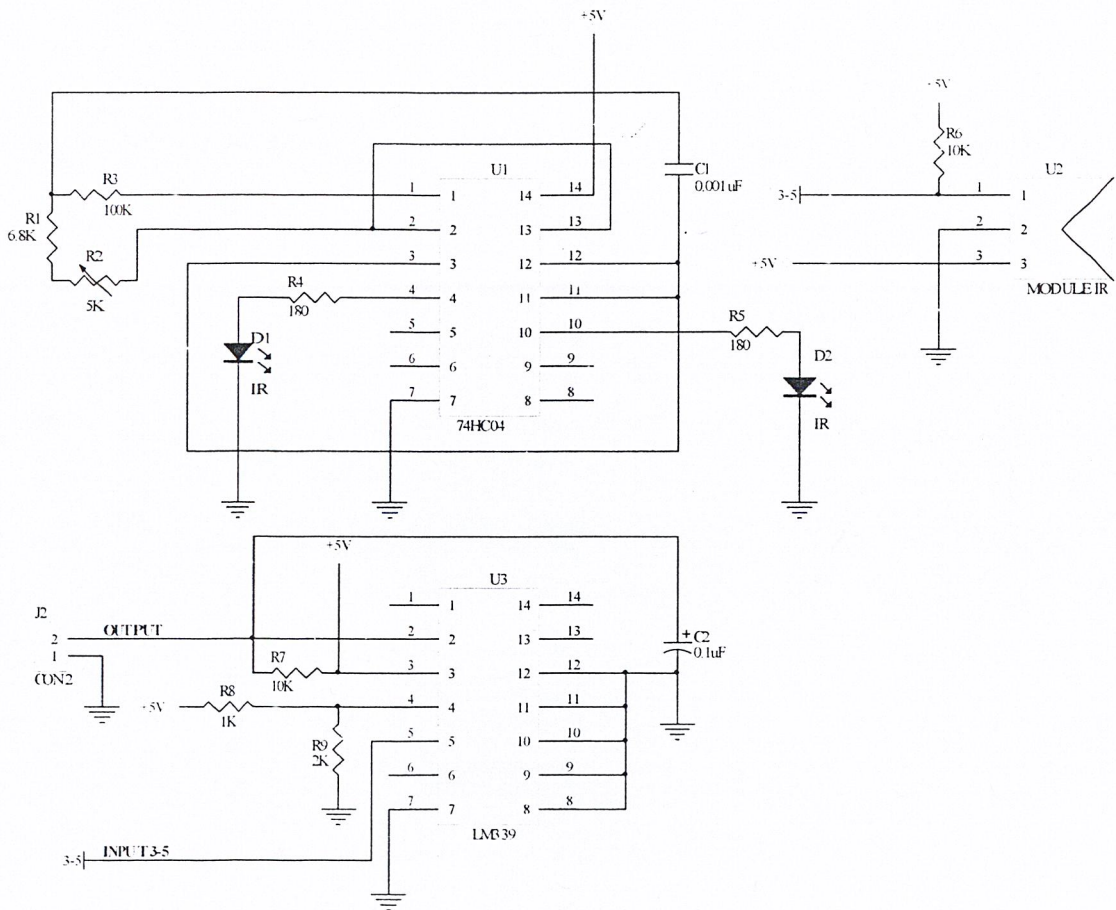 +5V
+5V
R6
10K
U1
C1
0.001uF
U2
R3
100K
1 1 14 14
3-5
1 1
R1
6.8K
2 2 13 13
2 2
R2
5K
3 3 12 12
+5V
3 3
MODULE IR
R4
180
4 4 11 11
5 5 10 10
R5
180
D1
IR
6 6 9 9
D2
IR
7 7 8 8
74HC04
+5V
U3
1 1 14 14
J2
2
OUTPUT
2 2 13 13
C2
0.1uF
+
1
CON2
R7
10K
3 3 12 12
+5V
R8
1K
4 4 11 11
R9
2K
5 5 10 10
6 6 9 9
7 7 8 8
LM339
3-5
INPUT 3-5